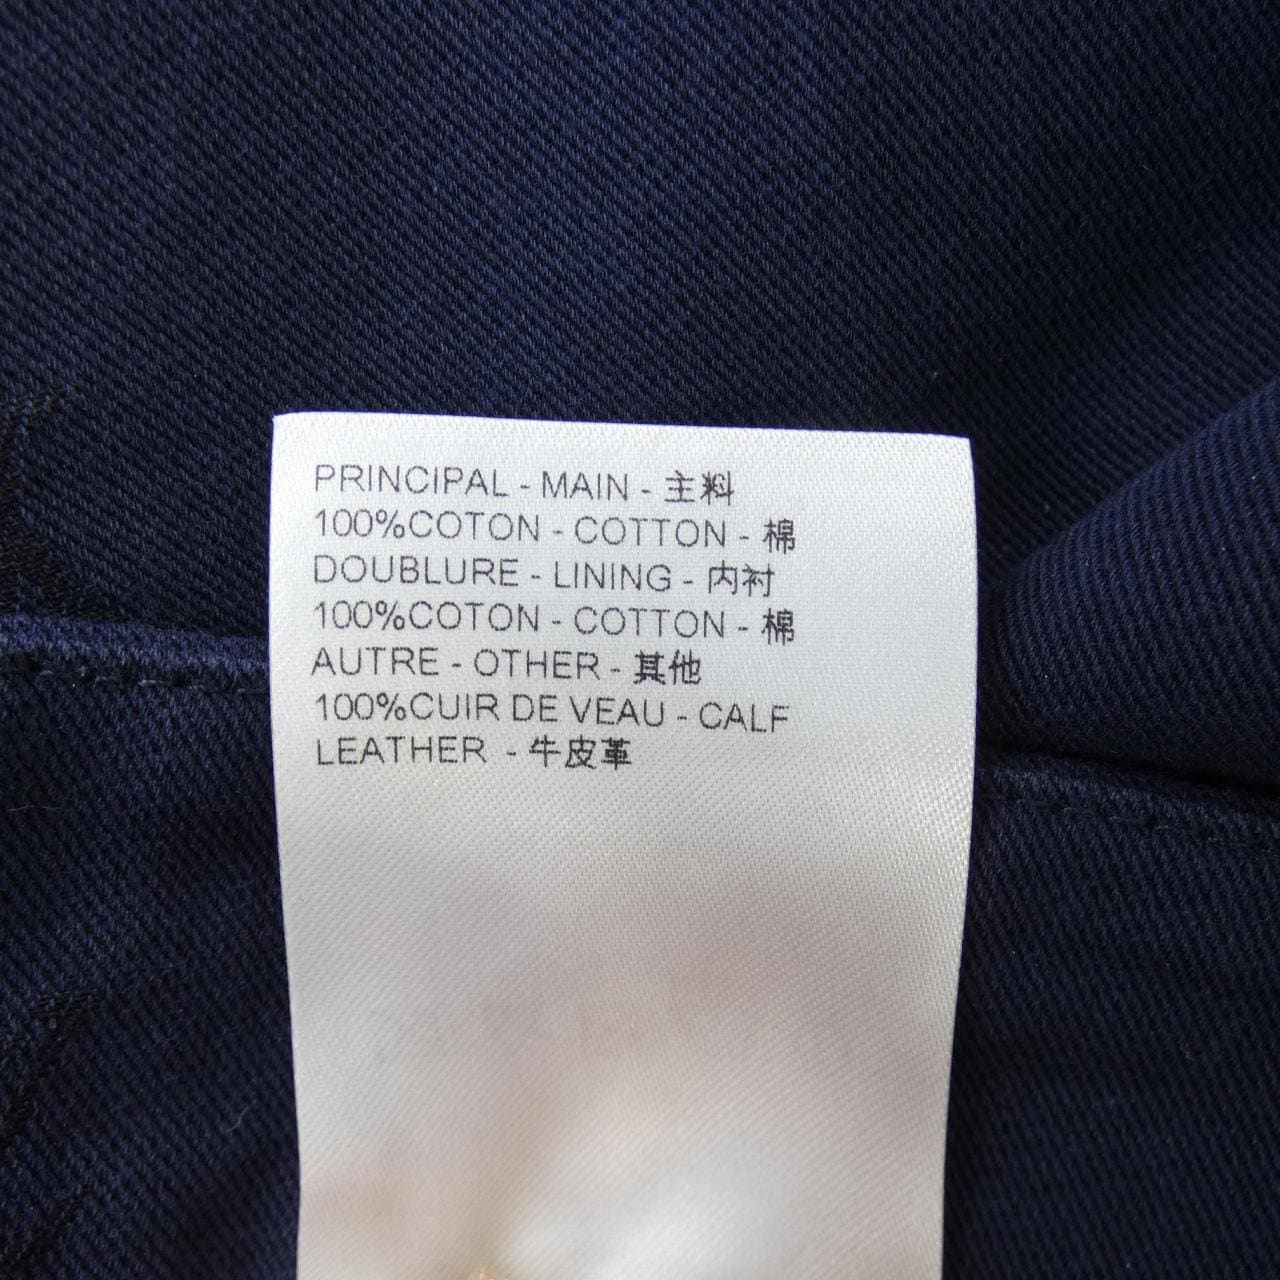 PRINCIPAL - MAIN - 主料
100%COTON - COTTON - 棉
DOUBLURE - LINING - 内衬
100%COTON - COTTON - 棉
AUTRE - OTHER - 其他
100%CUIR DE VEAU - CALF
LEATHER - 牛皮革